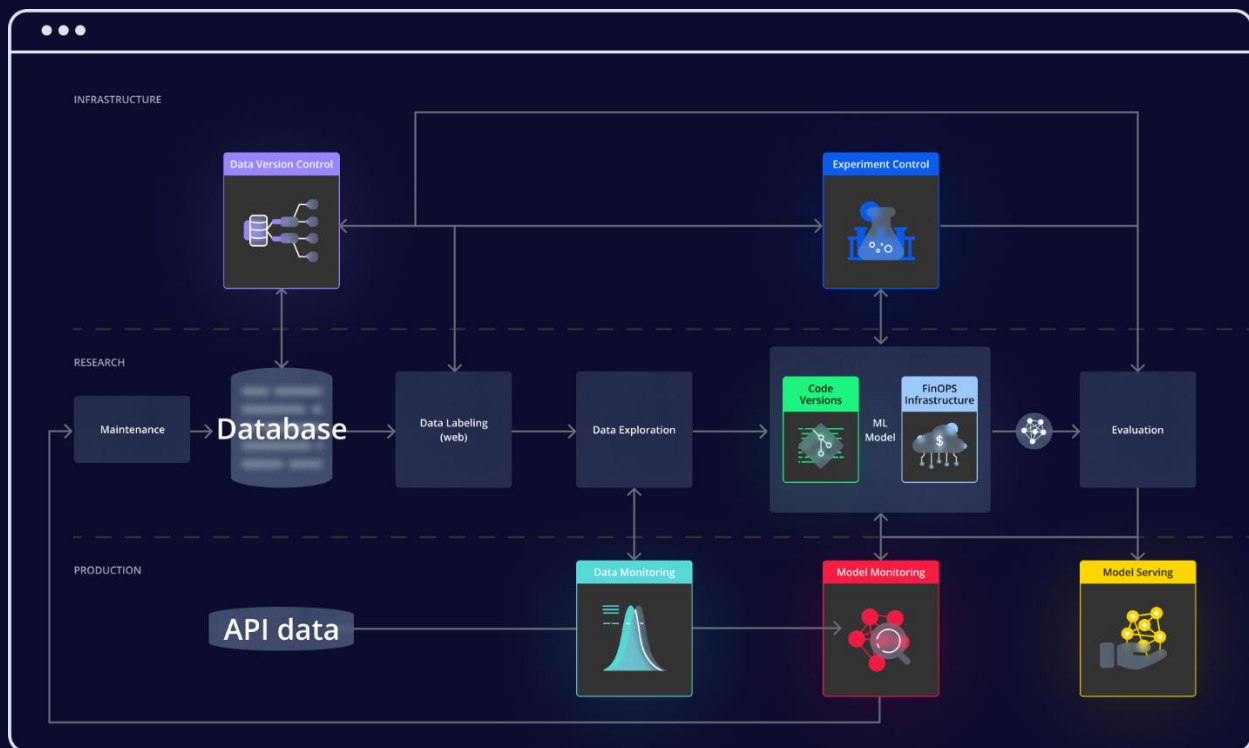 INFRASTRUCTURE
Data Version Control
Experiment Control
RESEARCH
Maintenance
Database
Data Labeling
(web)
Data Exploration
Code
Versions
ML
Model
FinOPS
Infrastructure
$
Evaluation
PRODUCTION
API data
Data Monitoring
Model Monitoring
Model Serving